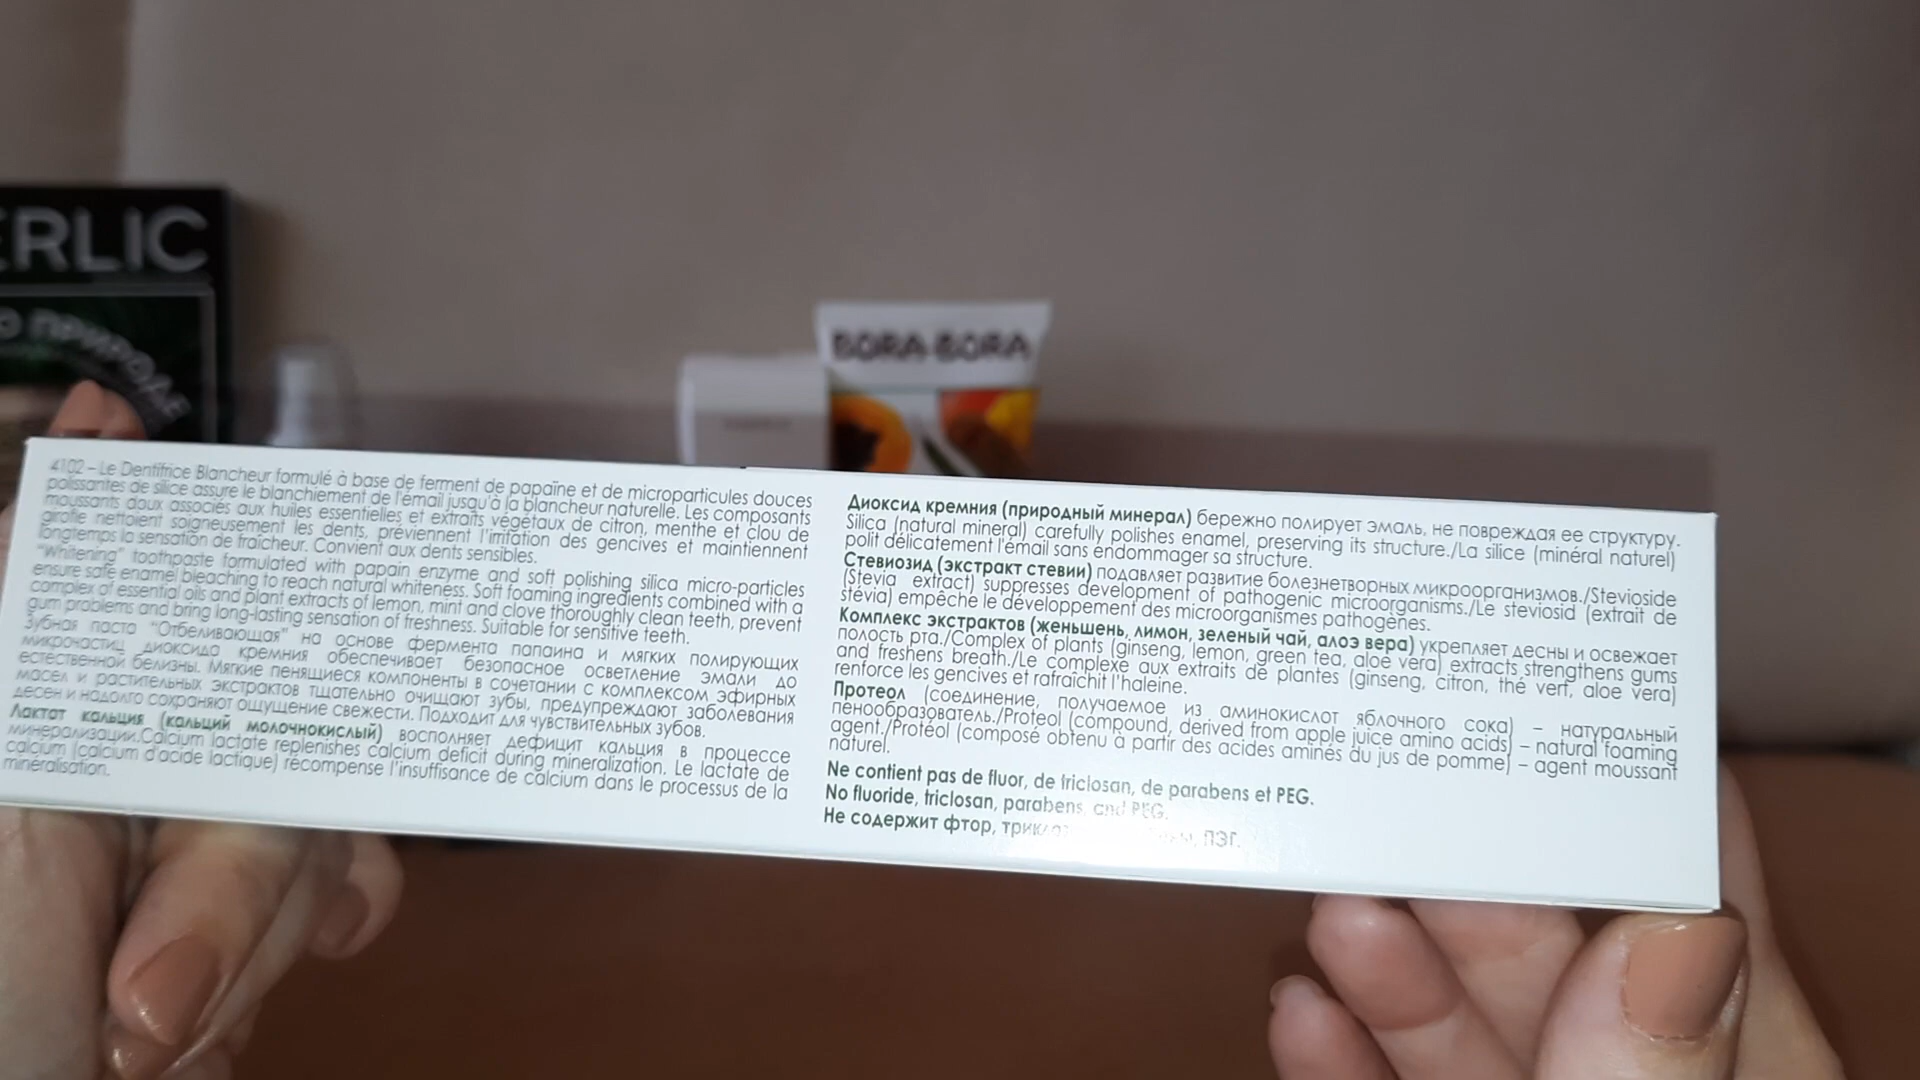 ERLIC
О ПРИРОДЕ
BORA-BORA
4102 – Le Dentifrice Blancheur formulé à base de ferment de papaïne et de microparticules douces
polissantes de silice assure le blanchiement de l'émail jusqu'à la blancheur naturelle. Les composants
moussants doux associés aux huiles essentielles et extraits végétaux de citron, menthe et clou de
girofle nettoient soigneusement les dents, préviennent l'irritation des gencives et maintiennent
longtemps la sensation de fraîcheur. Convient aux dents sensibles.
"Whitening" toothpaste formulated with papain enzyme and soft polishing silica micro-particles
ensure safe enamel bleaching to reach natural whiteness. Soft foaming ingredients combined with a
complex of essential oils and plant extracts of lemon, mint and clove thoroughly clean teeth, prevent
gum problems and bring long-lasting sensation of freshness. Suitable for sensitive teeth.
Зубная паста "Отбеливающая" на основе фермента папаина и мягких полирующих
микрочастиц диоксида кремния обеспечивает безопасное осветление эмали до
естественной белизны. Мягкие пенящиеся компоненты в сочетании с комплексом эфирных
масел и растительных экстрактов тщательно очищают зубы, предупреждают заболевания
десен и надолго сохраняют ощущение свежести. Подходит для чувствительных зубов.
Лактат кальция (кальций молочнокислый) восполняет дефицит кальция в процессе
минерализации.Calcium lactate replenishes calcium deficit during mineralization. Le lactate de
calcium (calcium d'acide lactique) récompense l'insuffisance de calcium dans le processus de la
minéralisation.
Диоксид кремния (природный минерал) бережно полирует эмаль, не повреждая ее структуру.
Silica (natural mineral) carefully polishes enamel, preserving its structure./La silice (minéral naturel)
polit délicatement l'émail sans endommager sa structure.
Стевиозид (экстракт стевии) подавляет развитие болезнетворных микроорганизмов./Stevioside
(Stevia extract) suppresses development of pathogenic microorganisms./Le steviosid (extrait de
stévia) empêche le développement des microorganismes pathogènes.
Комплекс экстрактов (женьшень, лимон, зеленый чай, алоэ вера) укрепляет десны и освежает
полость рта./Complex of plants (ginseng, lemon, green tea, aloe vera) extracts strengthens gums
and freshens breath./Le complexe aux extraits de plantes (ginseng, citron, thé vert, aloe vera)
renforce les gencives et rafraîchit l'haleine.
Протеол (соединение, получаемое из аминокислот яблочного сока) – натуральный
пенообразователь./Proteol (compound, derived from apple juice amino acids) – natural foaming
agent./Protéol (composé obtenu à partir des acides aminés du jus de pomme) – agent moussant
naturel.
Ne contient pas de fluor, de triclosan, de parabens et PEG.
No fluoride, triclosan, parabens, and PEG.
Не содержит фтор, ПЭГ.